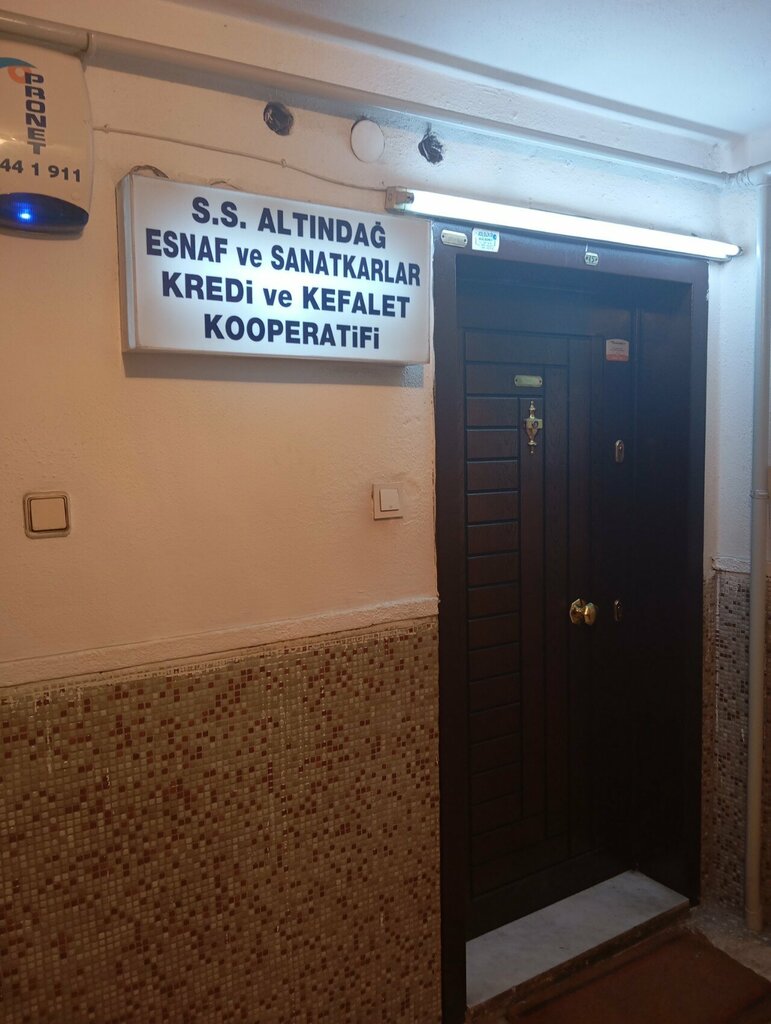 PRONET
44 1 911
S.S. ALTINDAĞ
ESNAF ve SANATKARLAR
KREDİ ve KEFALET
KOOPERATİFİ